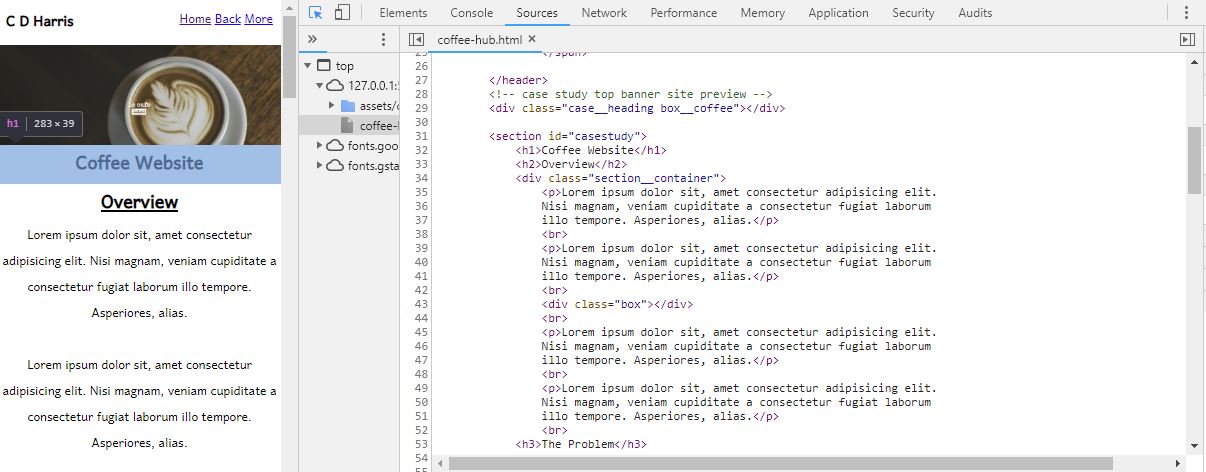 C D Harris
Home Back More
le cafe
h1 283 × 39
Coffee Website
Overview
Lorem ipsum dolor sit, amet consectetur
adipisicing elit. Nisi magnam, veniam cupiditate a
consectetur fugiat laborum illo tempore.
Asperiores, alias.
Lorem ipsum dolor sit, amet consectetur
adipisicing elit. Nisi magnam, veniam cupiditate a
consectetur fugiat laborum illo tempore.
Asperiores, alias.
Elements Console Sources Network Performance Memory Application Security Audits
»
top
127.0.0.1:5
assets/c
coffee-h
fonts.goo
fonts.gsta
coffee-hub.html ×
25 </span>
26
27 </header>
28 <!-- case study top banner site preview -->
29 <div class="case__heading box__coffee"></div>
30
31 <section id="casestudy">
32 <h1>Coffee Website</h1>
33 <h2>Overview</h2>
34 <div class="section__container">
35 <p>Lorem ipsum dolor sit, amet consectetur adipisicing elit.
36 Nisi magnam, veniam cupiditate a consectetur fugiat laborum
37 illo tempore. Asperiores, alias.</p>
38 <br>
39 <p>Lorem ipsum dolor sit, amet consectetur adipisicing elit.
40 Nisi magnam, veniam cupiditate a consectetur fugiat laborum
41 illo tempore. Asperiores, alias.</p>
42 <br>
43 <div class="box"></div>
44 <br>
45 <p>Lorem ipsum dolor sit, amet consectetur adipisicing elit.
46 Nisi magnam, veniam cupiditate a consectetur fugiat laborum
47 illo tempore. Asperiores, alias.</p>
48 <br>
49 <p>Lorem ipsum dolor sit, amet consectetur adipisicing elit.
50 Nisi magnam, veniam cupiditate a consectetur fugiat laborum
51 illo tempore. Asperiores, alias.</p>
52 <br>
53 <h3>The Problem</h3>
54
55